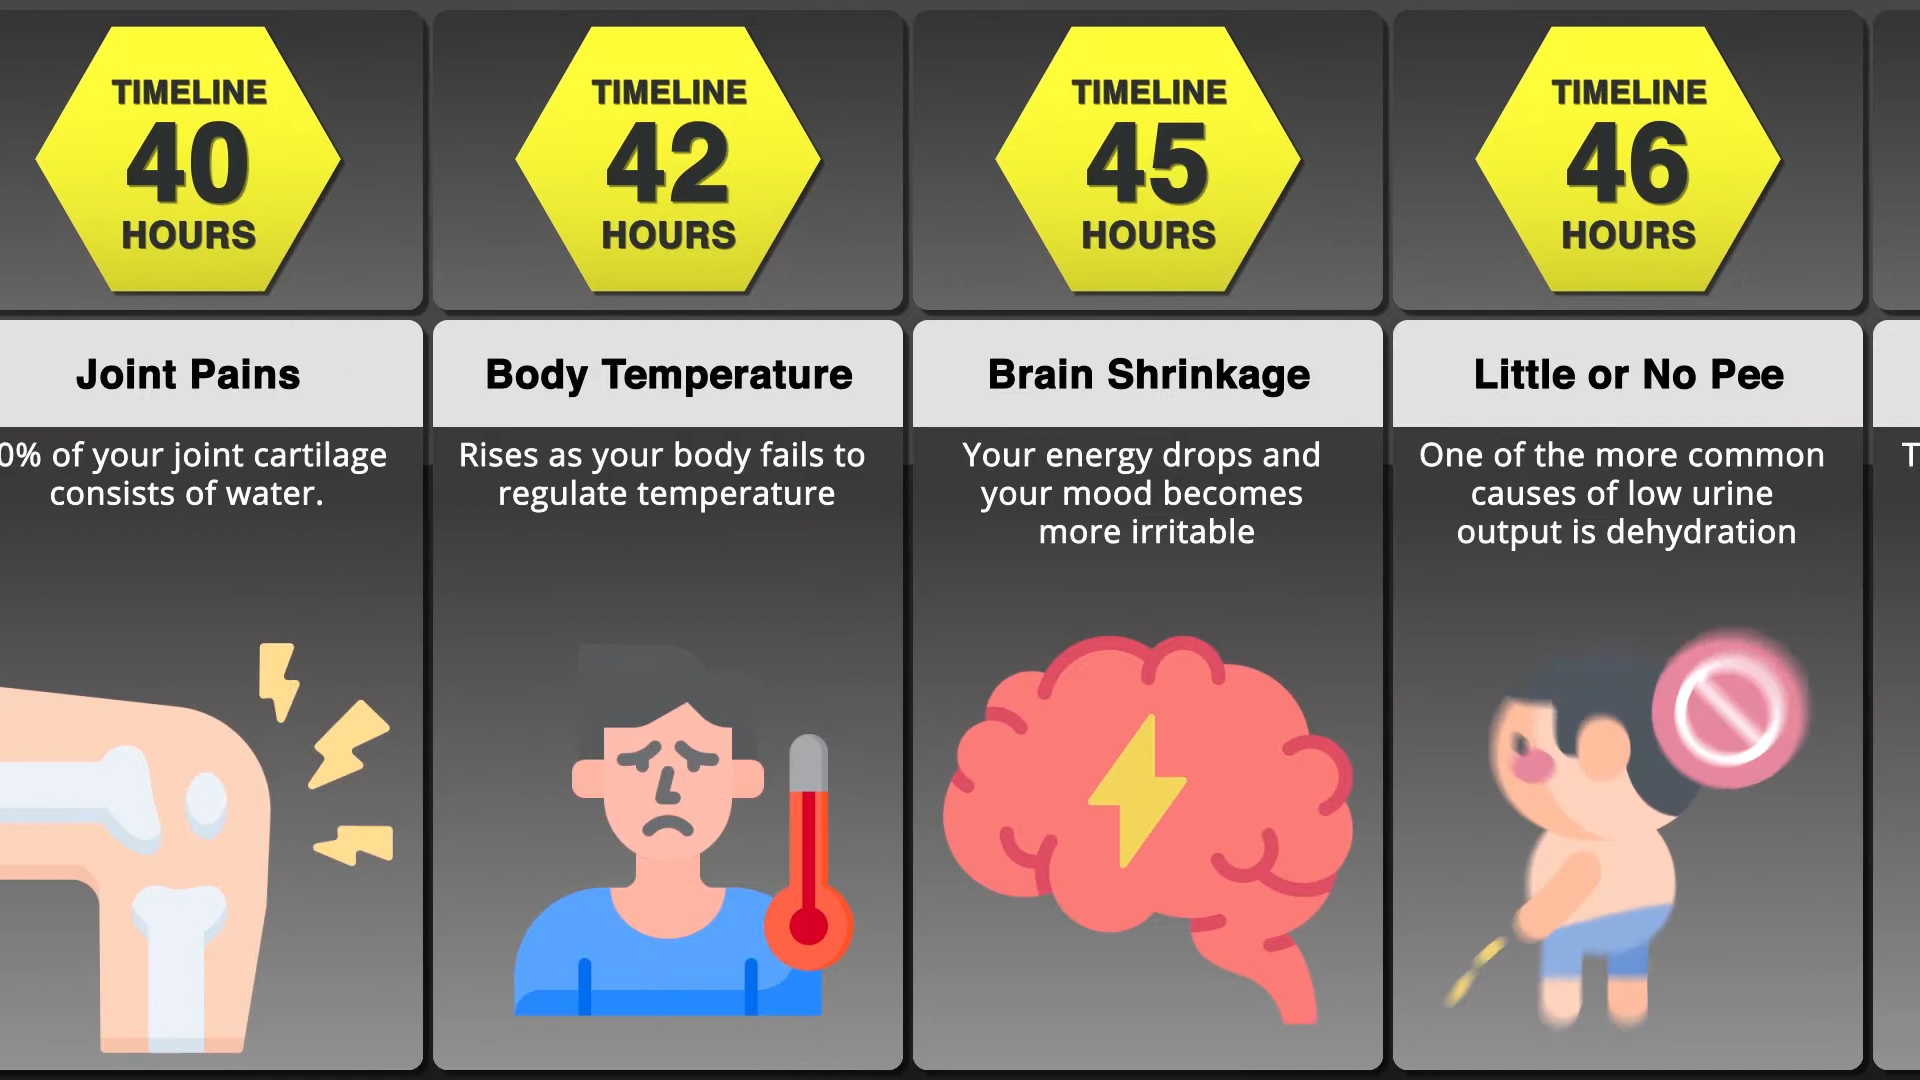 TIMELINE
40
HOURS
TIMELINE
42
HOURS
TIMELINE
45
HOURS
TIMELINE
46
HOURS
Joint Pains
0% of your joint cartilage
consists of water.
Body Temperature
Rises as your body fails to
regulate temperature
Brain Shrinkage
Your energy drops and
your mood becomes
more irritable
Little or No Pee
One of the more common
causes of low urine
output is dehydration